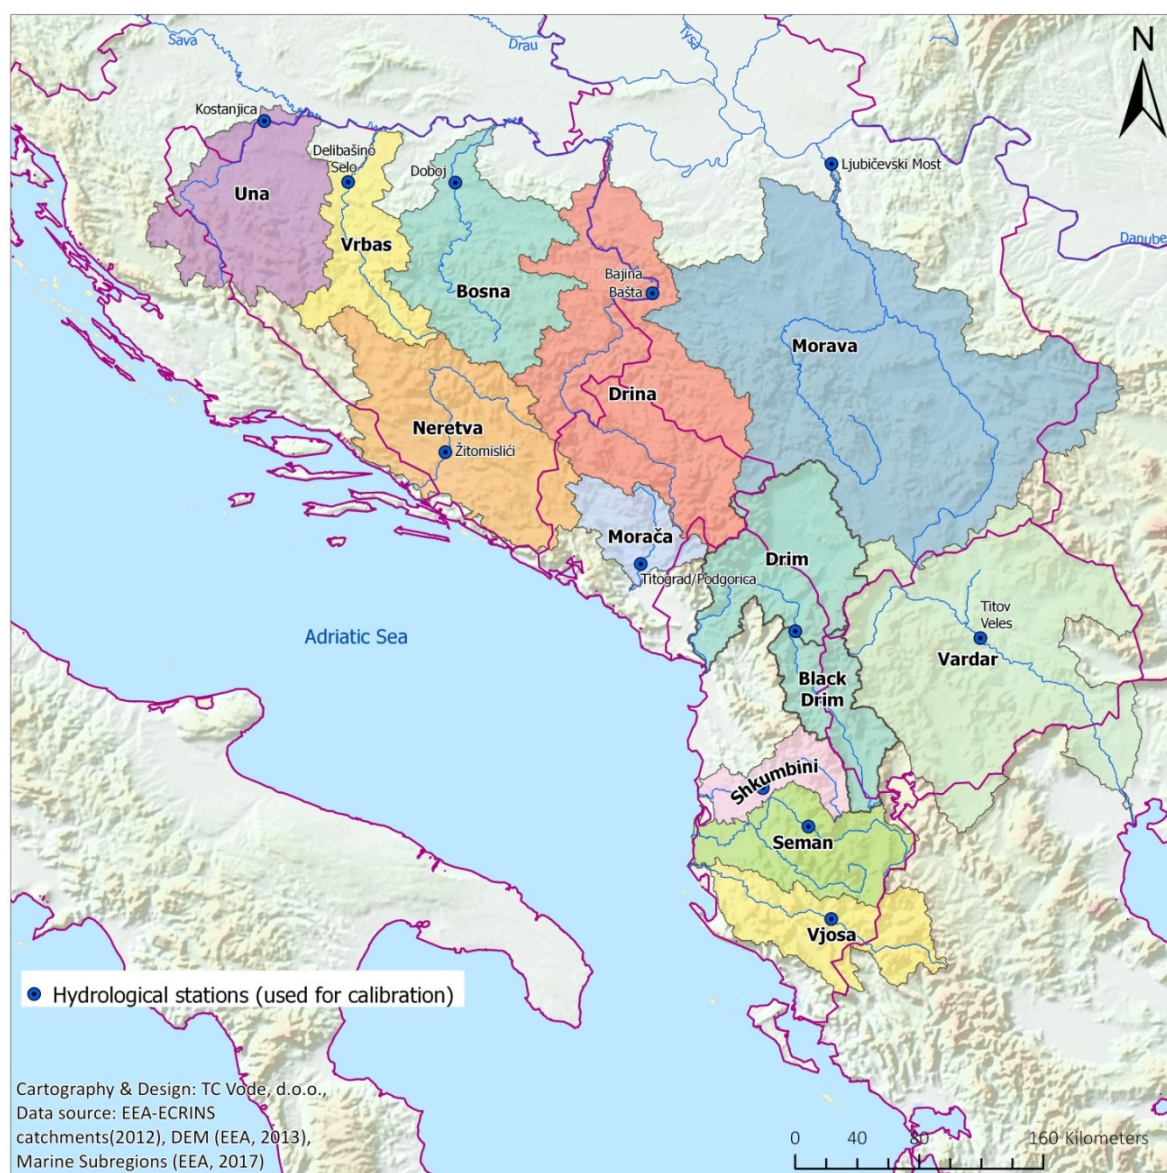 N
Sava
Drau
Tysa
Kostanjica
Delibašino
Selo
Doboj
Ljubičevski Most
Una
Vrbas
Bosna
Danube
Bajina
Bašta
Morava
Drina
Neretva
Žitomislići
Morača
Titograd/Podgorica
Drim
Titov
Veles
Vardar
Adriatic Sea
Black
Drim
Shkumbini
Seman
Vjosa
Hydrological stations (used for calibration)
Cartography & Design: TC Vode, d.o.o.,
Data source: EEA-ECRINS
catchments(2012), DEM (EEA, 2013),
Marine Subregions (EEA, 2017)
0 40 80 160 Kilometers